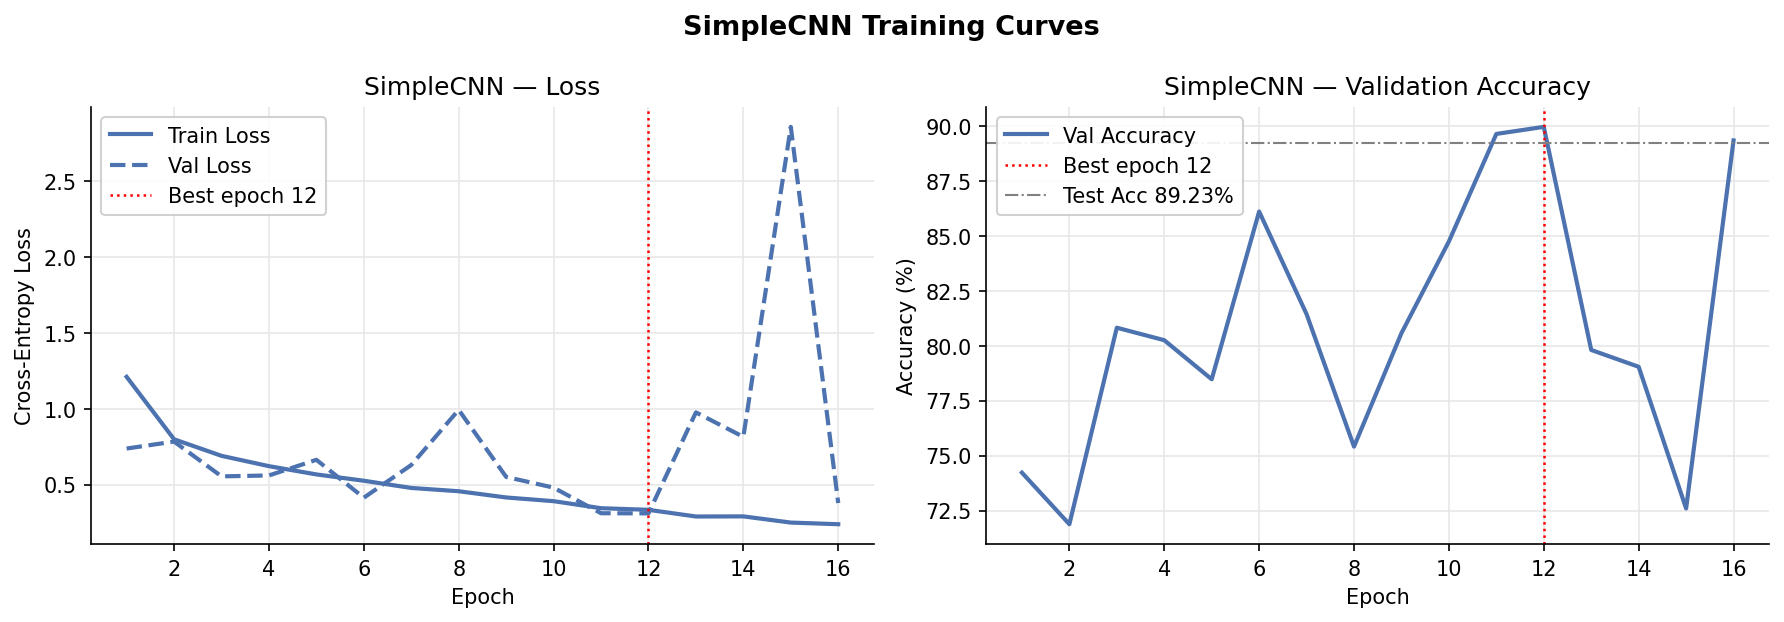 SimpleCNN Training Curves
SimpleCNN — Loss
Train Loss
Val Loss
Best epoch 12
2.5
2.0
1.5
1.0
0.5
Cross-Entropy Loss
2 4 6 8 10 12 14 16
Epoch
SimpleCNN — Validation Accuracy
Val Accuracy
Best epoch 12
Test Acc 89.23%
90.0
87.5
85.0
82.5
80.0
77.5
75.0
72.5
Accuracy (%)
2 4 6 8 10 12 14 16
Epoch